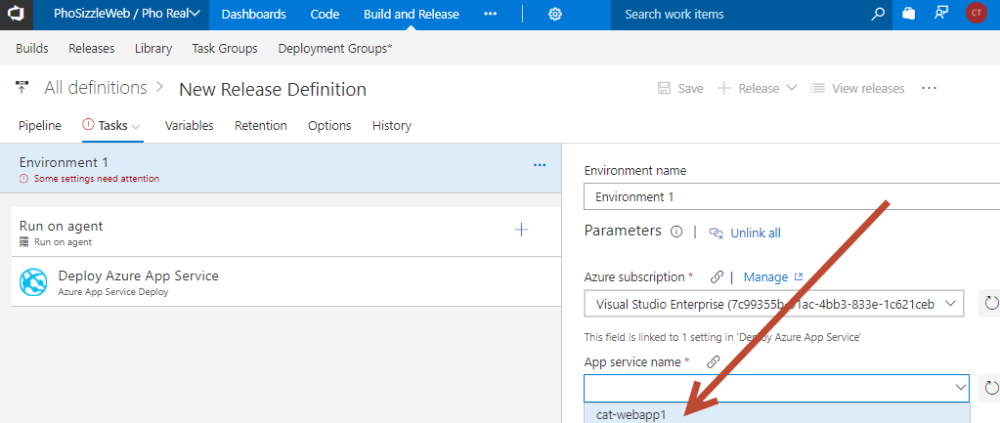 PhoSizzleWeb / Pho Real
Dashboards Code Build and Release ··· Search work items CT
Builds Releases Library Task Groups Deployment Groups*
All definitions > New Release Definition Save Release View releases ···
Pipeline Tasks Variables Retention Options History
Environment 1 ···
Some settings need attention
Run on agent
Run on agent
Deploy Azure App Service
Azure App Service Deploy
Environment name
Environment 1
Parameters | Unlink all
Azure subscription * | Manage
Visual Studio Enterprise (7c99355b- 1ac-4bb3-833e-1c621ceb
This field is linked to 1 setting in 'Deploy Azure App Service'
App service name *
cat-webapp1